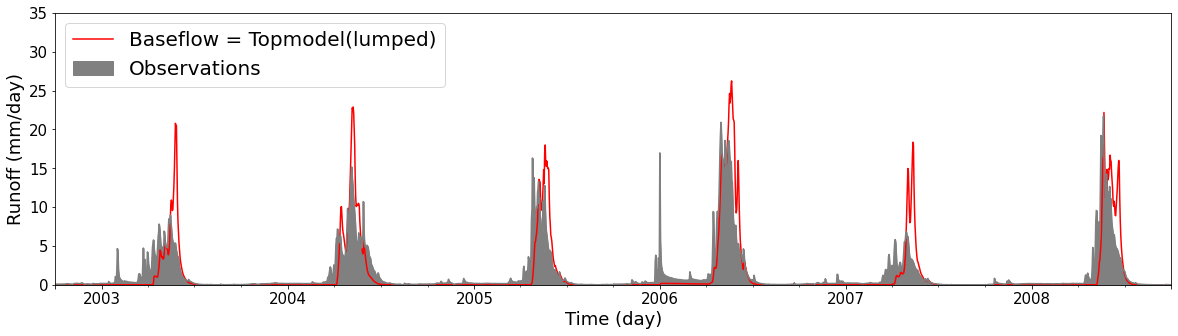 35
30
25
20
15
10
5
0
Runoff (mm/day)
Baseflow = Topmodel(lumped)
Observations
2003 2004 2005 2006 2007 2008
Time (day)